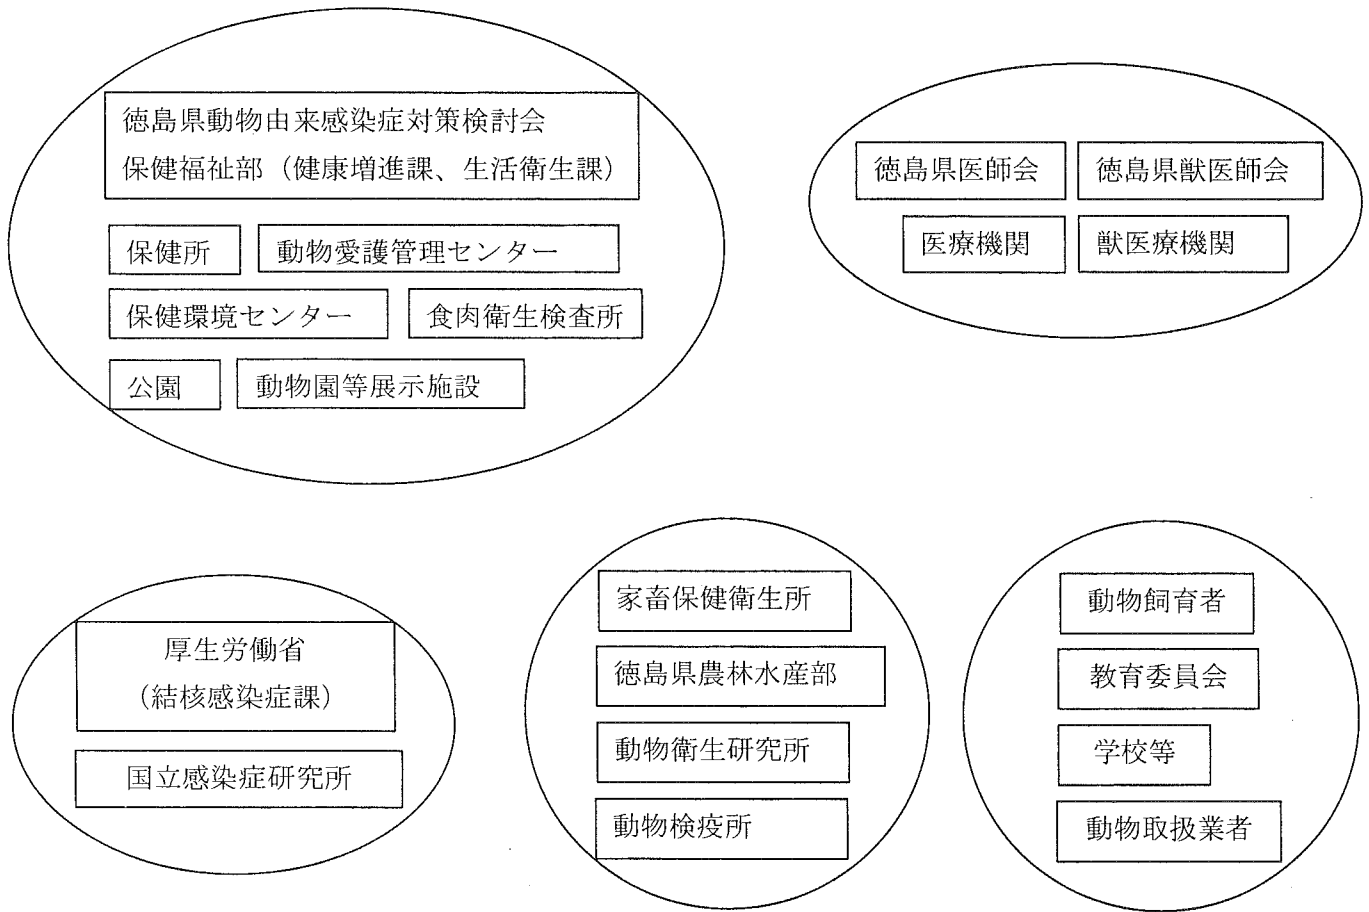 徳島県動物由来感染症対策検討会
保健福祉部（健康増進課、生活衛生課）
保健所
動物愛護管理センター
保健環境センター
食肉衛生検査所
公園
動物園等展示施設
徳島県医師会
徳島県獣医師会
医療機関
獣医療機関
厚生労働省
（結核感染症課）
国立感染症研究所
家畜保健衛生所
徳島県農林水産部
動物衛生研究所
動物検疫所
動物飼育者
教育委員会
学校等
動物取扱業者